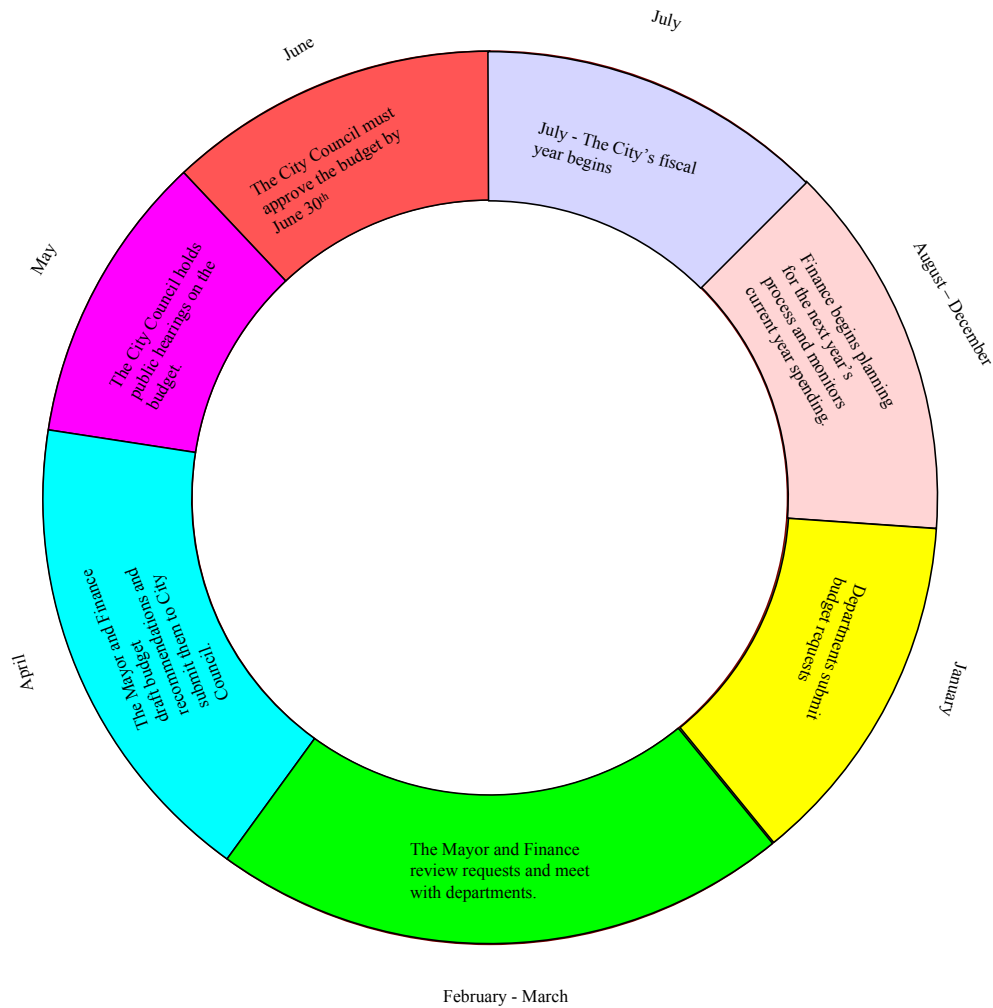 July
July - The City’s fiscal
year begins
August – December
Finance begins planning
for the next year’s
process and monitors
current year spending.
January
Departments submit
budget requests
February - March
The Mayor and Finance
review requests and meet
with departments.
April
The Mayor and Finance
draft budget
recommendations and
submit them to City
Council.
May
The City Council holds
public hearings on the
budget.
June
The City Council must
approve the budget by
June 30th